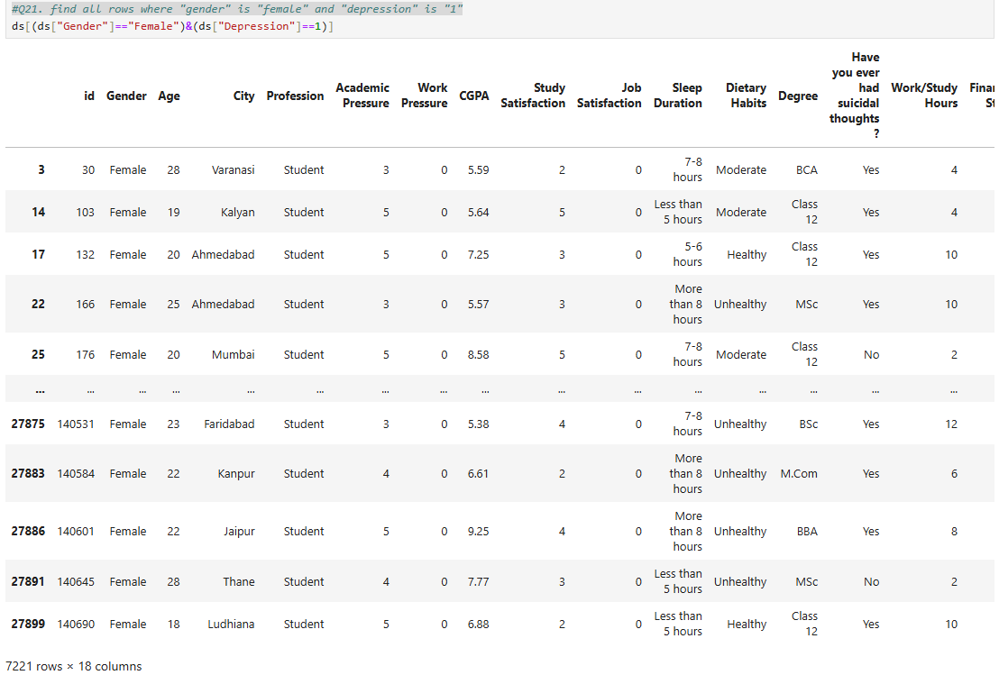 #Q21. find all rows where "gender" is "female" and "depression" is "1"
ds[(ds["Gender"]=="Female")&(ds["Depression"]==1)]
id Gender Age City Profession Academic Pressure Work Pressure CGPA Study Satisfaction Job Satisfaction Sleep Duration Dietary Habits Degree Have you ever had suicidal thoughts ? Work/Study Hours
3 30 Female 28 Varanasi Student 3 0 5.59 2 0 7-8 hours Moderate BCA Yes 4
14 103 Female 19 Kalyan Student 5 0 5.64 5 0 Less than 5 hours Moderate Class 12 Yes 4
17 132 Female 20 Ahmedabad Student 5 0 7.25 3 0 5-6 hours Healthy Class 12 Yes 10
22 166 Female 25 Ahmedabad Student 3 0 5.57 3 0 More than 8 hours Unhealthy MSc Yes 10
25 176 Female 20 Mumbai Student 5 0 8.58 5 0 7-8 hours Moderate Class 12 No 2
... ... ... ... ... ... ... ... ... ... ... ... ... ... ... ...
27875 140531 Female 23 Faridabad Student 3 0 5.38 4 0 7-8 hours Unhealthy BSc Yes 12
27883 140584 Female 22 Kanpur Student 4 0 6.61 2 0 More than 8 hours Unhealthy M.Com Yes 6
27886 140601 Female 22 Jaipur Student 5 0 9.25 4 0 More than 8 hours Unhealthy BBA Yes 8
27891 140645 Female 28 Thane Student 4 0 7.77 3 0 Less than 5 hours Unhealthy MSc No 2
27899 140690 Female 18 Ludhiana Student 5 0 6.88 2 0 Less than 5 hours Healthy Class 12 Yes 10
7221 rows × 18 columns